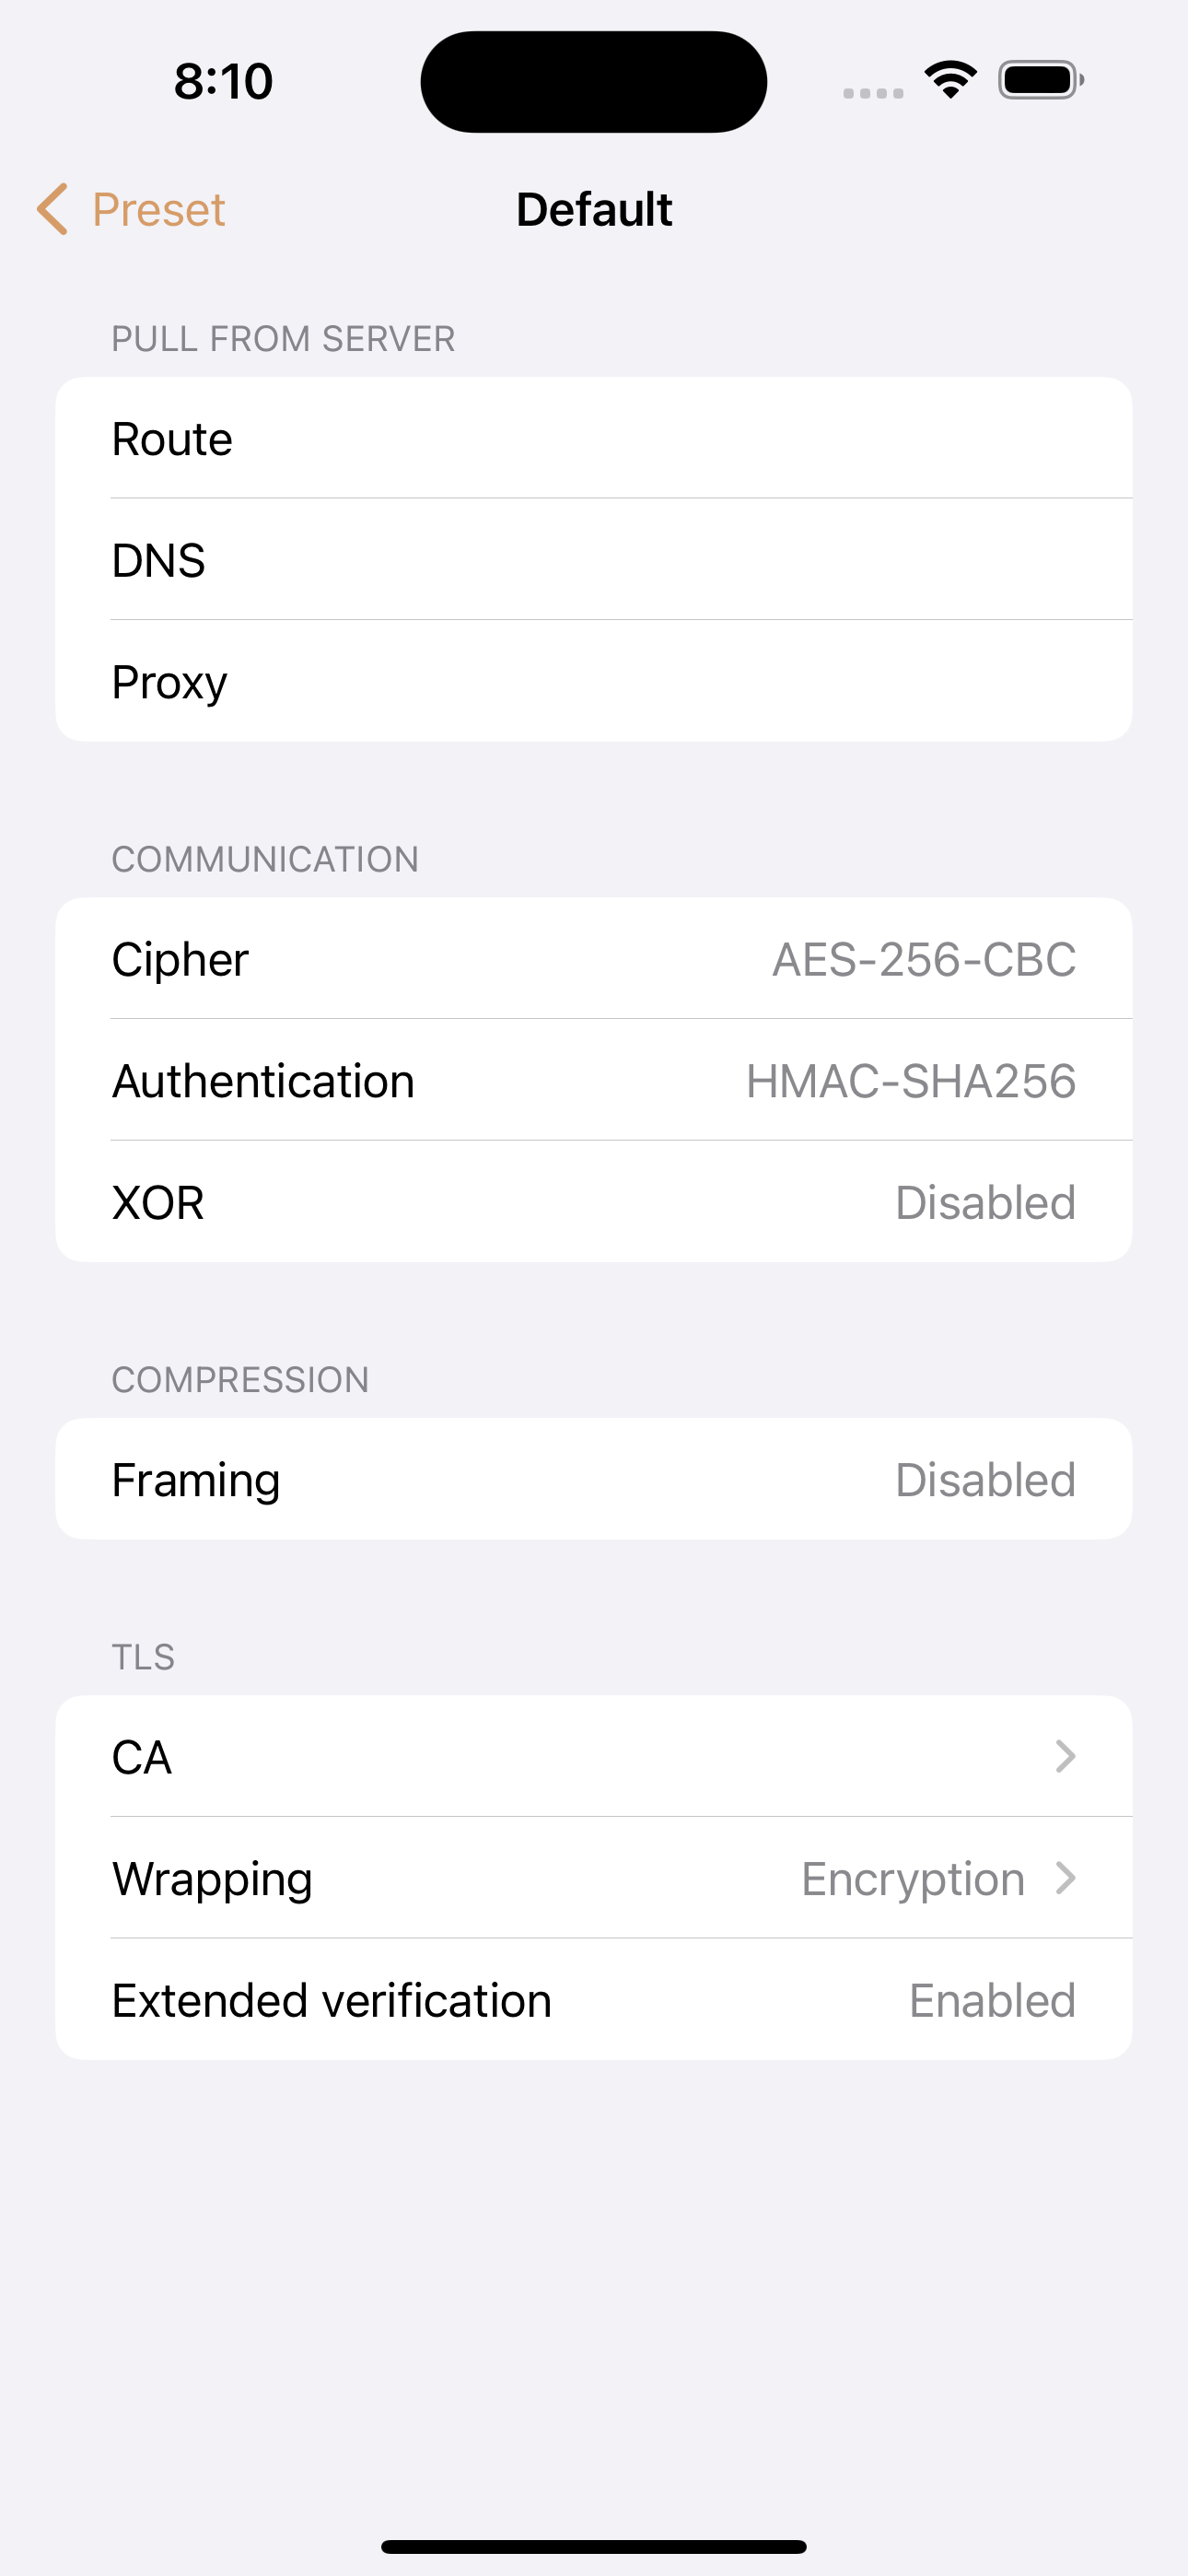 8:10
Preset
Default
PULL FROM SERVER
Route
DNS
Proxy
COMMUNICATION
Cipher AES-256-CBC
Authentication HMAC-SHA256
XOR Disabled
COMPRESSION
Framing Disabled
TLS
CA
Wrapping Encryption
Extended verification Enabled